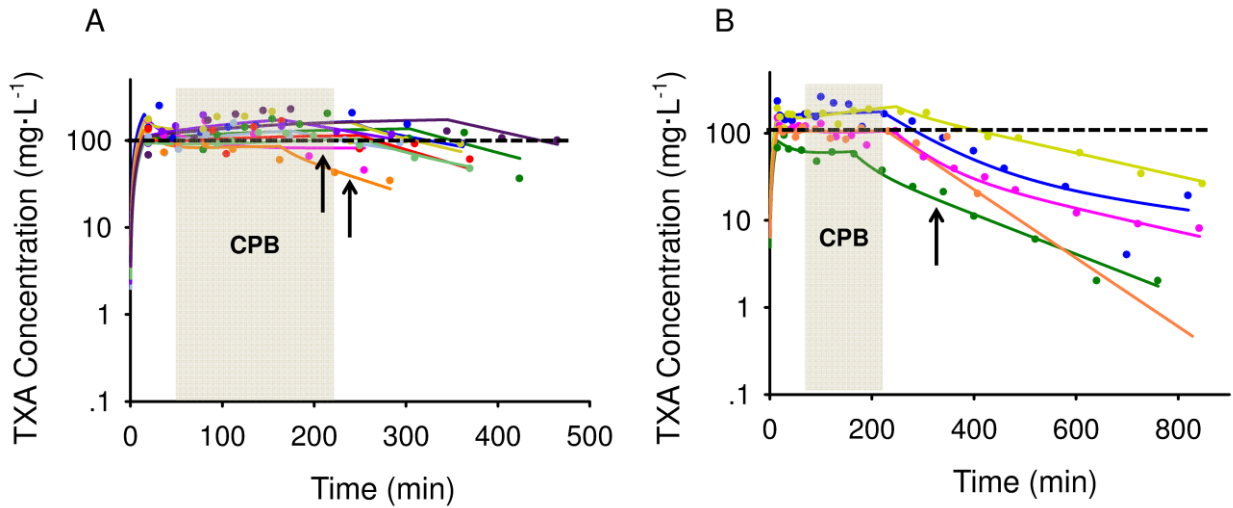 A
TXA Concentration (mg·L⁻¹)
100
10
1
.1
CPB
0 100 200 300 400 500
Time (min)
B
TXA Concentration (mg·L⁻¹)
100
10
1
.1
CPB
0 200 400 600 800
Time (min)